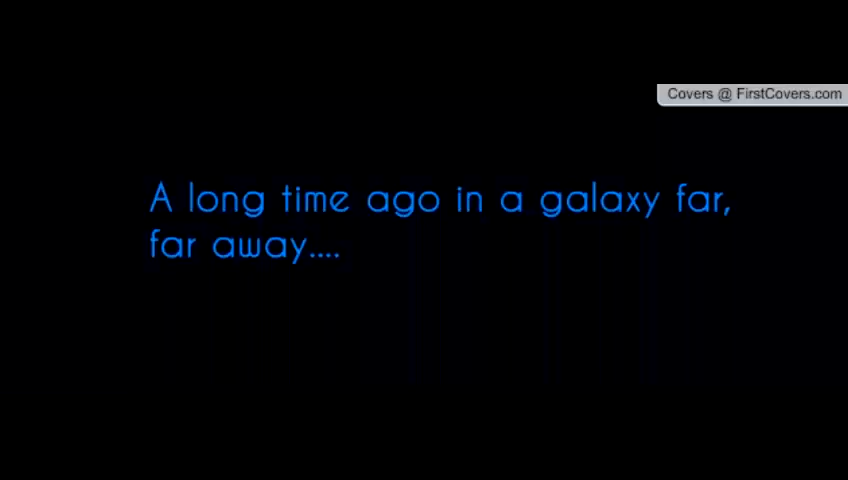 Covers @ FirstCovers.com
A long time ago in a galaxy far,
far away....